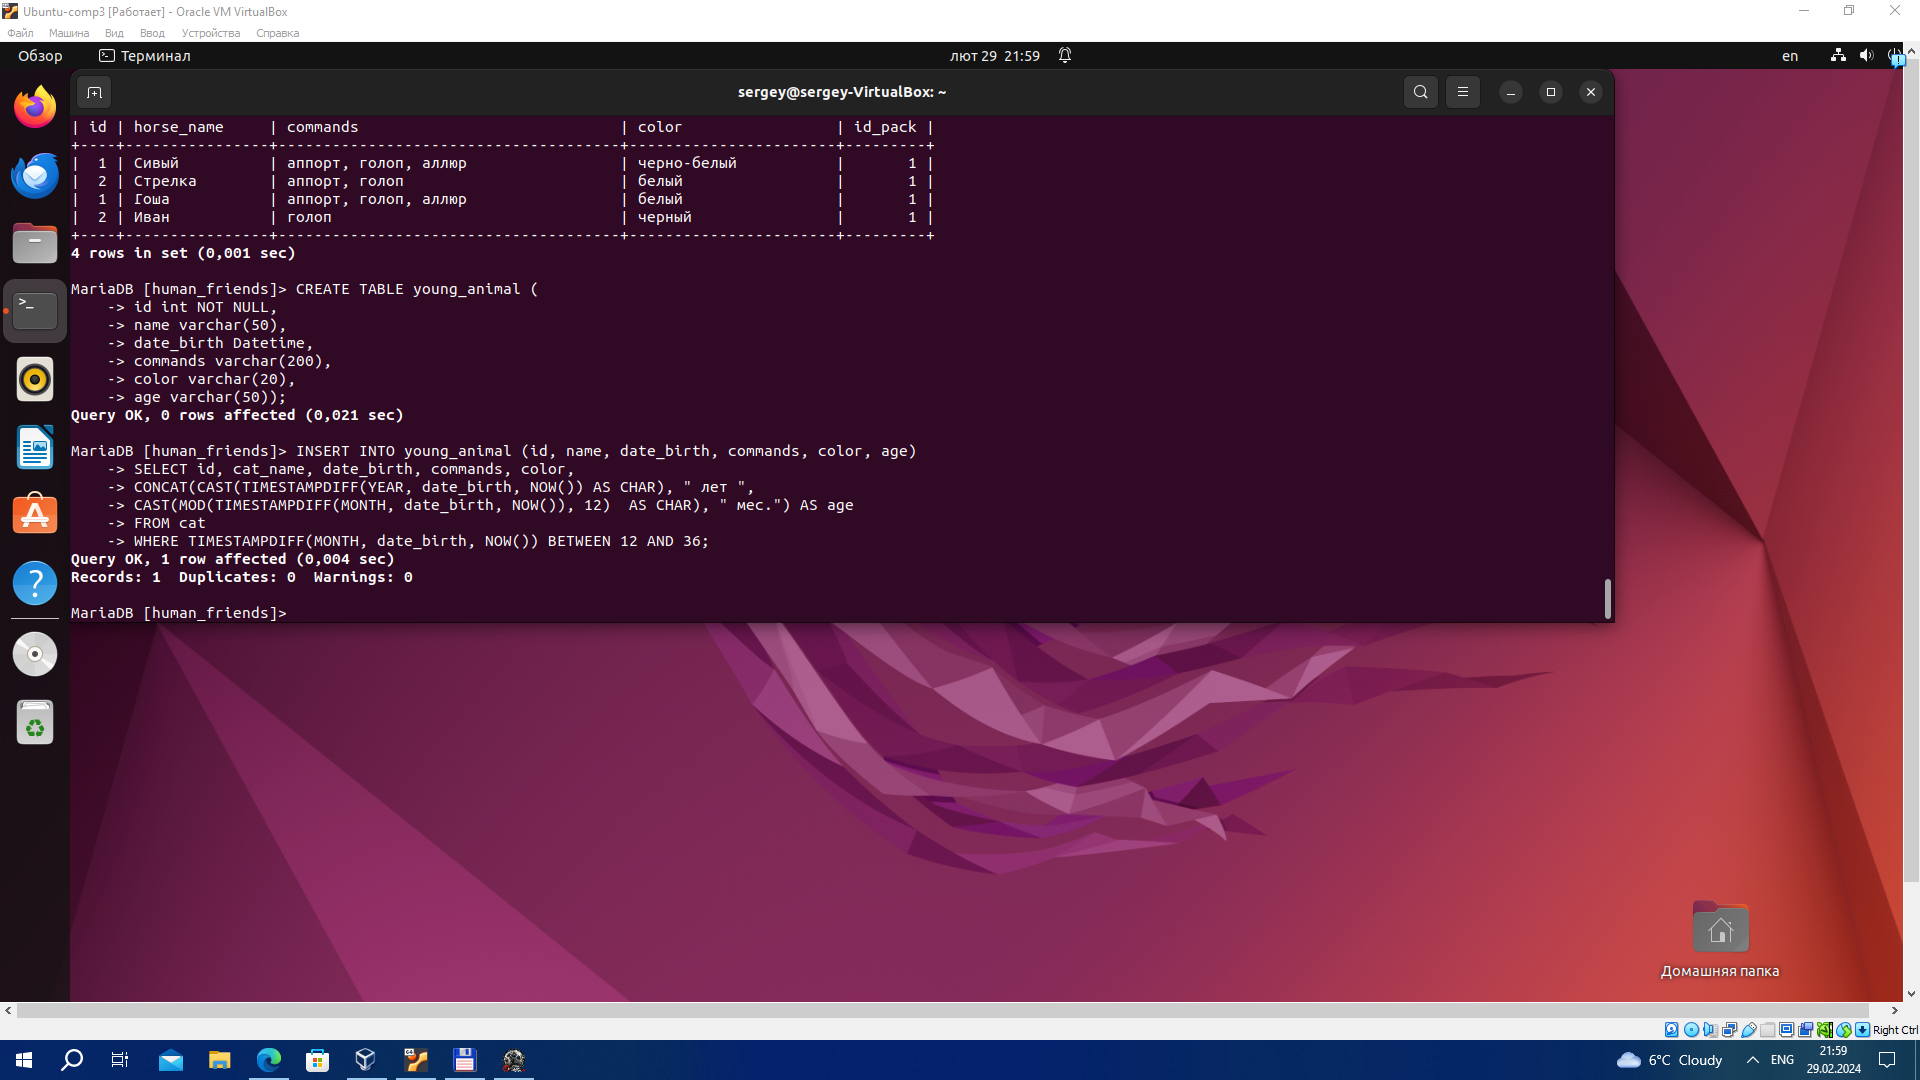 Ubuntu-comp3 [Работает] - Oracle VM VirtualBox
Файл Машина Вид Ввод Устройства Справка
Обзор Терминал лют 29 21:59 en
sergey@sergey-VirtualBox: ~
| id | horse_name     | commands                             | color                 | id_pack |
+----+----------------+--------------------------------------+-----------------------+---------+
|  1 | Сивый          | аппорт, голоп, аллюр                 | черно-белый           |       1 |
|  2 | Стрелка        | аппорт, голоп                        | белый                 |       1 |
|  1 | Гоша           | аппорт, голоп, аллюр                 | белый                 |       1 |
|  2 | Иван           | голоп                                | черный                |       1 |
+----+----------------+--------------------------------------+-----------------------+---------+
4 rows in set (0,001 sec)
MariaDB [human_friends]> CREATE TABLE young_animal (
    -> id int NOT NULL,
    -> name varchar(50),
    -> date_birth Datetime,
    -> commands varchar(200),
    -> color varchar(20),
    -> age varchar(50));
Query OK, 0 rows affected (0,021 sec)
MariaDB [human_friends]> INSERT INTO young_animal (id, name, date_birth, commands, color, age)
    -> SELECT id, cat_name, date_birth, commands, color,
    -> CONCAT(CAST(TIMESTAMPDIFF(YEAR, date_birth, NOW()) AS CHAR), " лет ",
    -> CAST(MOD(TIMESTAMPDIFF(MONTH, date_birth, NOW()), 12)  AS CHAR), " мес.") AS age
    -> FROM cat
    -> WHERE TIMESTAMPDIFF(MONTH, date_birth, NOW()) BETWEEN 12 AND 36;
Query OK, 1 row affected (0,004 sec)
Records: 1  Duplicates: 0  Warnings: 0
MariaDB [human_friends]>
Домашняя папка
Right Ctrl
6°C Cloudy ENG 21:59
29.02.2024